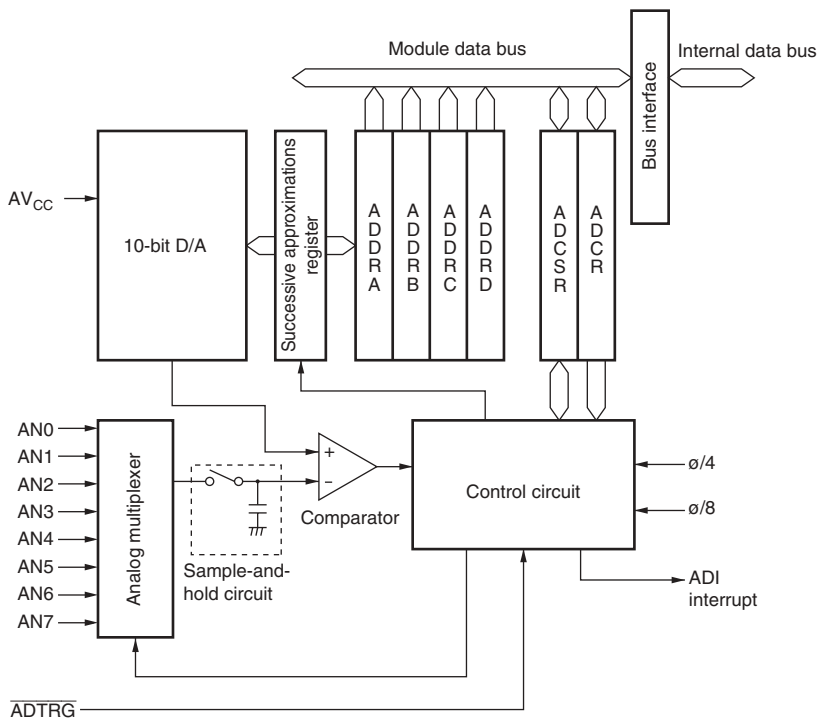 Module data bus
Internal data bus
Bus interface
AV_CC
10-bit D/A
Successive approximations
register
ADDRA
ADDRB
ADDRC
ADDRD
ADCSR
ADCR
AN0
AN1
AN2
AN3
AN4
AN5
AN6
AN7
Analog multiplexer
+
−
Comparator
Sample-and-
hold circuit
Control circuit
ø/4
ø/8
ADI
interrupt
ADTRG